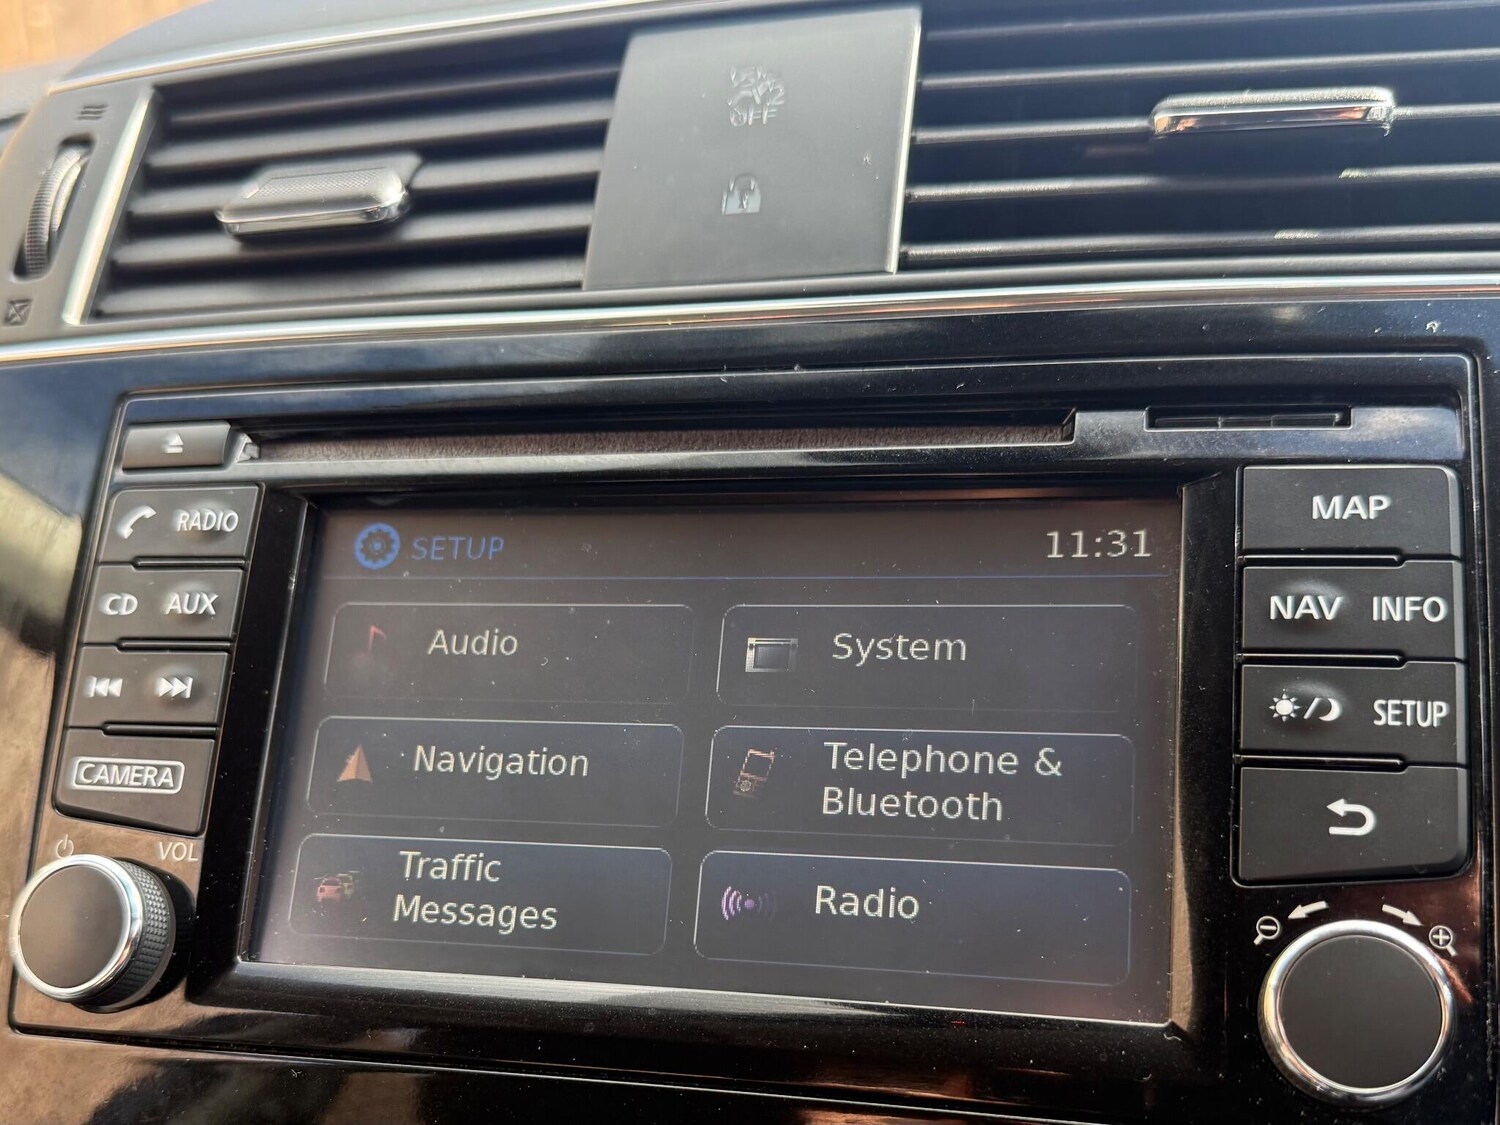 OFF
RADIO
CD AUX
CAMERA
VOL
SETUP 11:31
Audio
System
Navigation
Telephone &
Bluetooth
Traffic
Messages
Radio
MAP
NAV INFO
SETUP